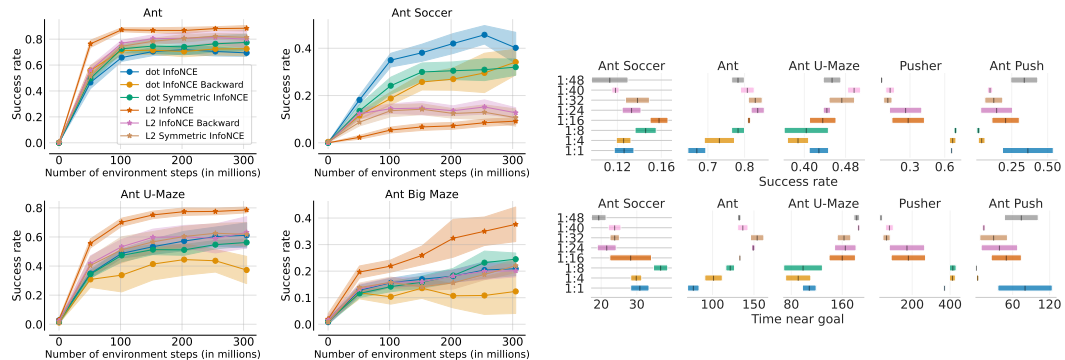 Ant
Success rate
0.8
0.6
0.4
0.2
0.0
dot InfoNCE
dot InfoNCE Backward
dot Symmetric InfoNCE
L2 InfoNCE
L2 InfoNCE Backward
L2 Symmetric InfoNCE
0 100 200 300
Number of environment steps (in millions)
Ant Soccer
Success rate
0.4
0.2
0.0
0 100 200 300
Number of environment steps (in millions)
Ant U-Maze
Success rate
0.8
0.6
0.4
0.2
0.0
0 100 200 300
Number of environment steps (in millions)
Ant Big Maze
Success rate
0.4
0.3
0.2
0.1
0.0
0 100 200 300
Number of environment steps (in millions)
Ant Soccer Ant Ant U-Maze Pusher Ant Push
1:48
1:40
1:32
1:24
1:16
1:8
1:4
1:1
0.12 0.16 0.7 0.8 0.40 0.48 0.3 0.6 0.25 0.50
Success rate
Ant Soccer Ant Ant U-Maze Pusher Ant Push
1:48
1:40
1:32
1:24
1:16
1:8
1:4
1:1
20 30 100 150 80 160 200 400 60 120
Time near goal